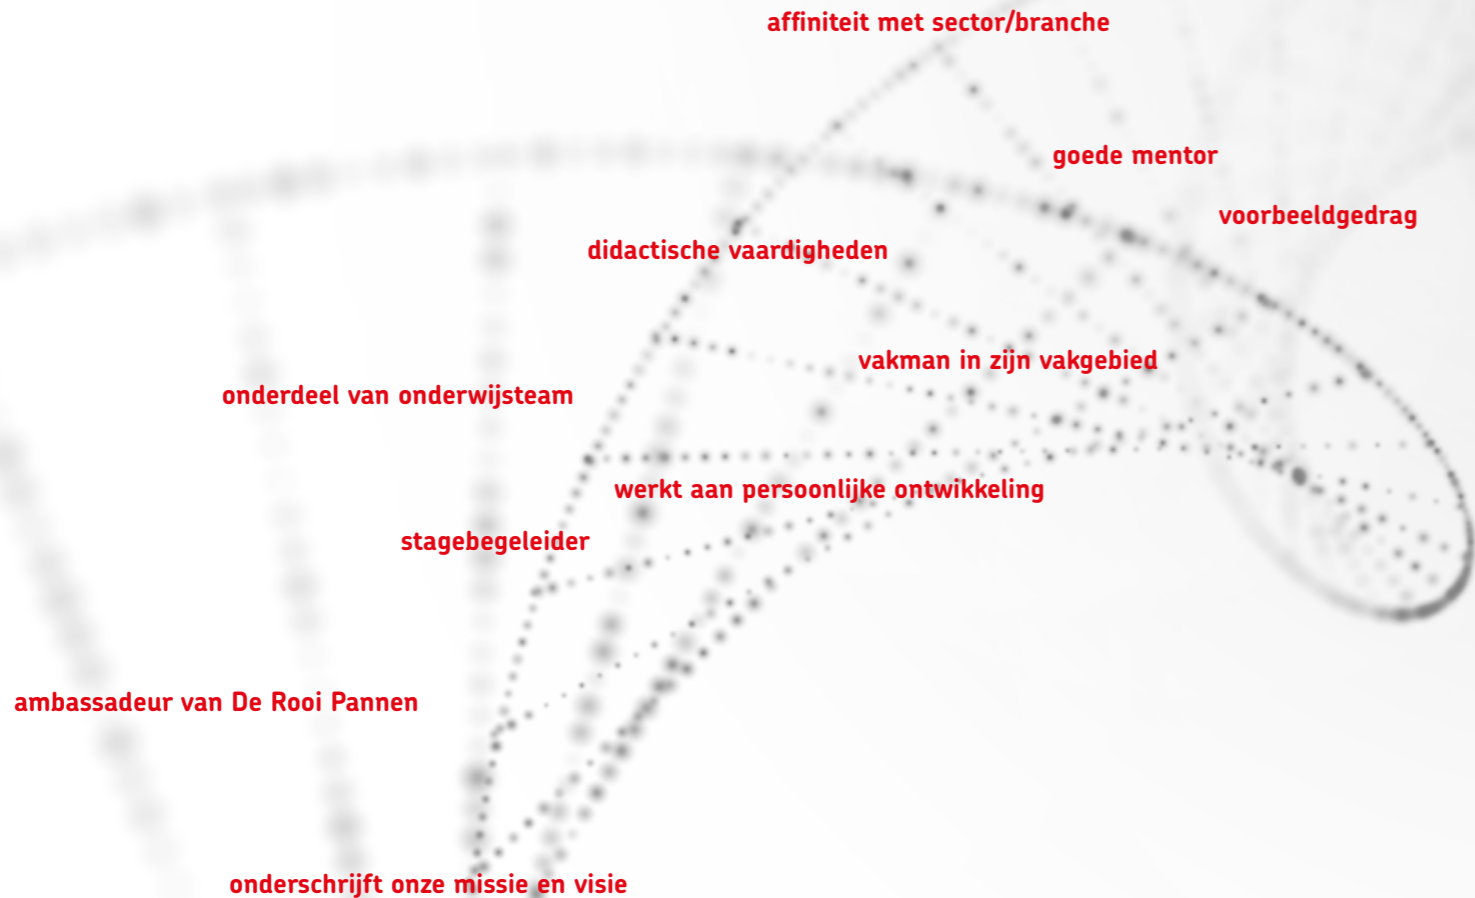 affiniteit met sector/branche
goede mentor
voorbeeldgedrag
didactische vaardigheden
vakman in zijn vakgebied
onderdeel van onderwijsteam
werkt aan persoonlijke ontwikkeling
stagebegeleider
ambassadeur van De Rooi Pannen
onderschrijft onze missie en visie